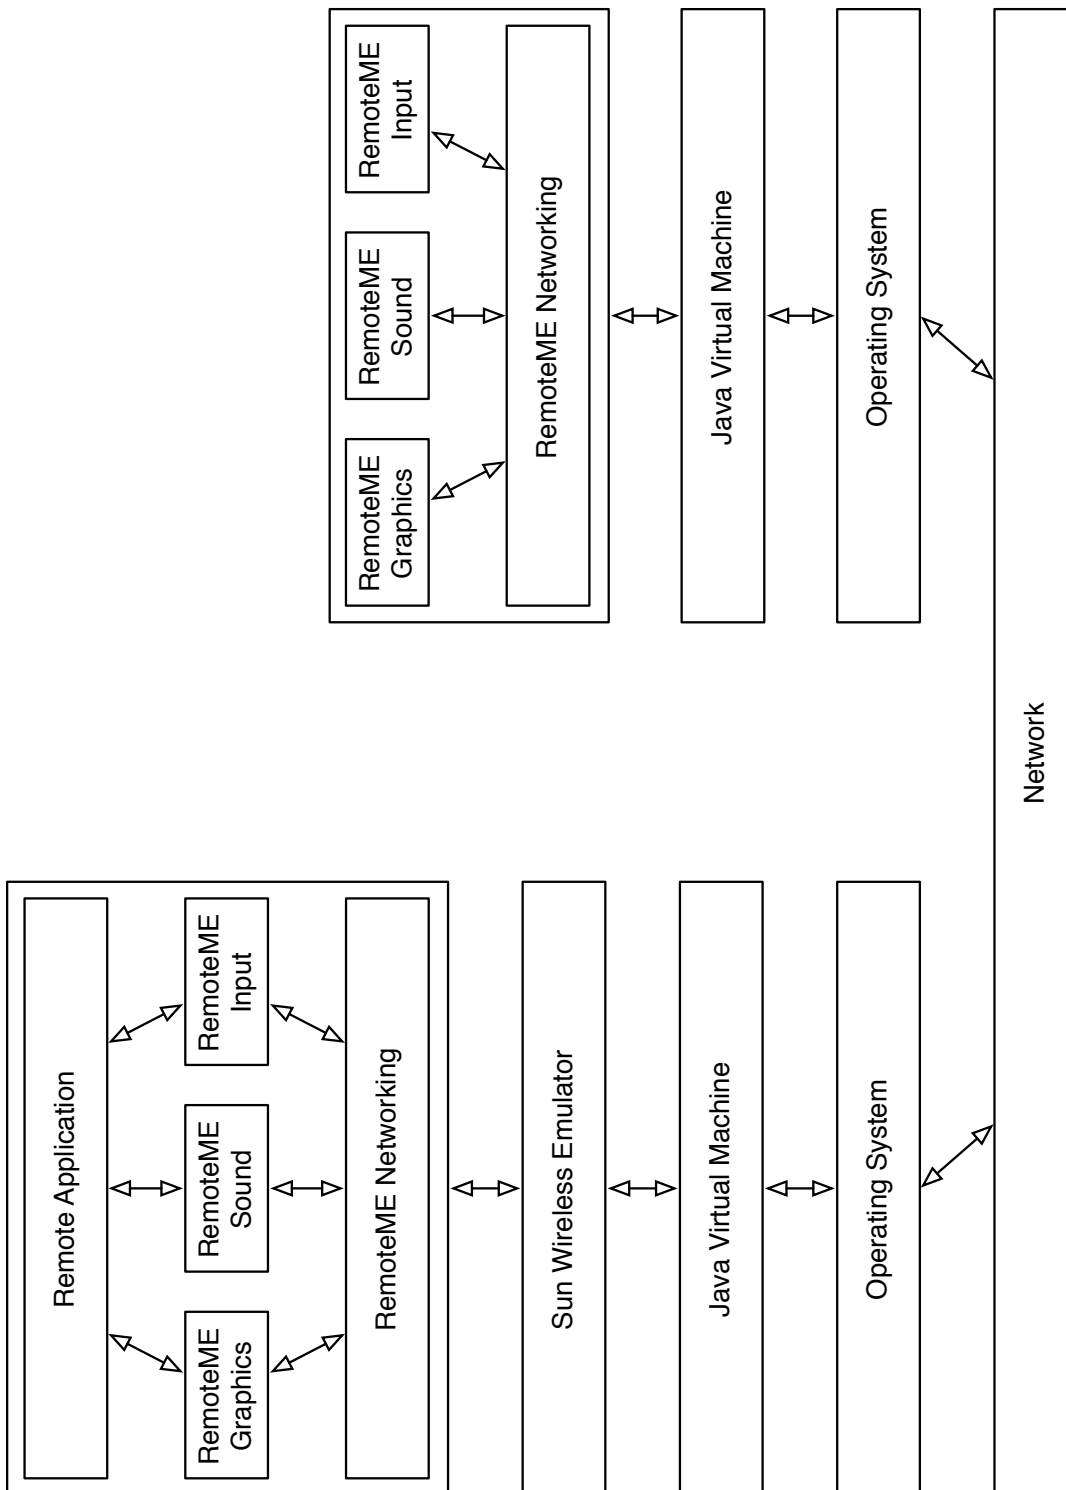 Remote Application
RemoteME
Graphics
RemoteME
Sound
RemoteME
Input
RemoteME Networking
Sun Wireless Emulator
Java Virtual Machine
Operating System
RemoteME
Graphics
RemoteME
Sound
RemoteME
Input
RemoteME Networking
Java Virtual Machine
Operating System
Network